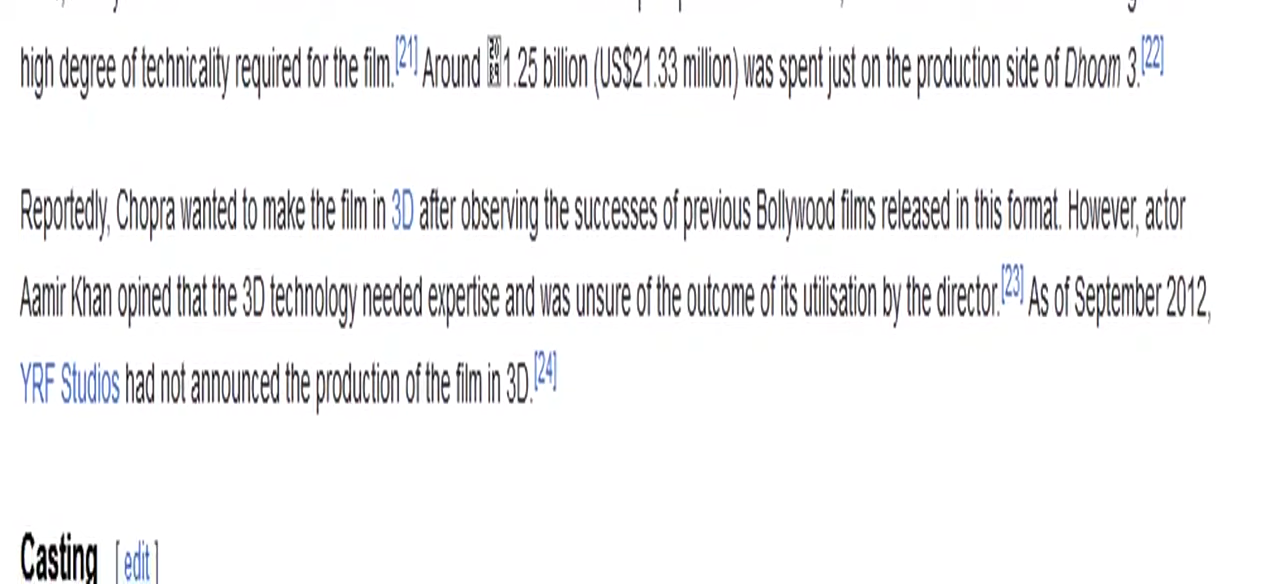 high degree of technicality required for the film.[21] Around 1.25 billion (US$21.33 million) was spent just on the production side of Dhoom 3.[22]
Reportedly, Chopra wanted to make the film in 3D after observing the successes of previous Bollywood films released in this format. However, actor
Aamir Khan opined that the 3D technology needed expertise and was unsure of the outcome of its utilisation by the director.[23] As of September 2012,
YRF Studios had not announced the production of the film in 3D.[24]
Casting [ edit ]